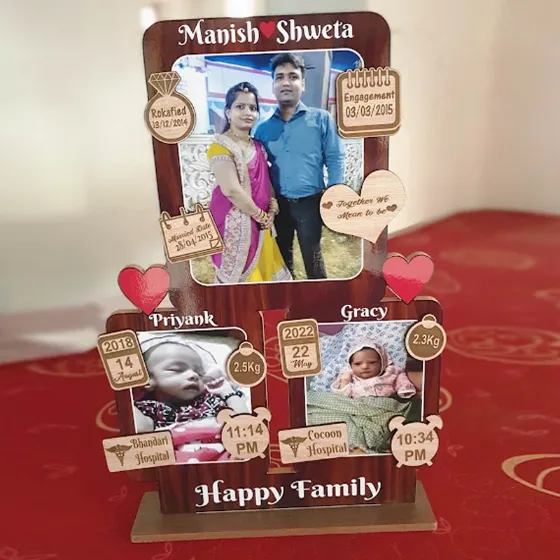 Manish Shweta
Rokafied
13/12/2014
Engagement
03/03/2015
Together We
Mean to be
Married Date
28/04/2015
Priyank
Gracy
2018
14
August
2.5Kg
Bhandari
Hospital
11:14
PM
2022
22
May
2.3Kg
Cocoon
Hospital
10:34
PM
Happy Family